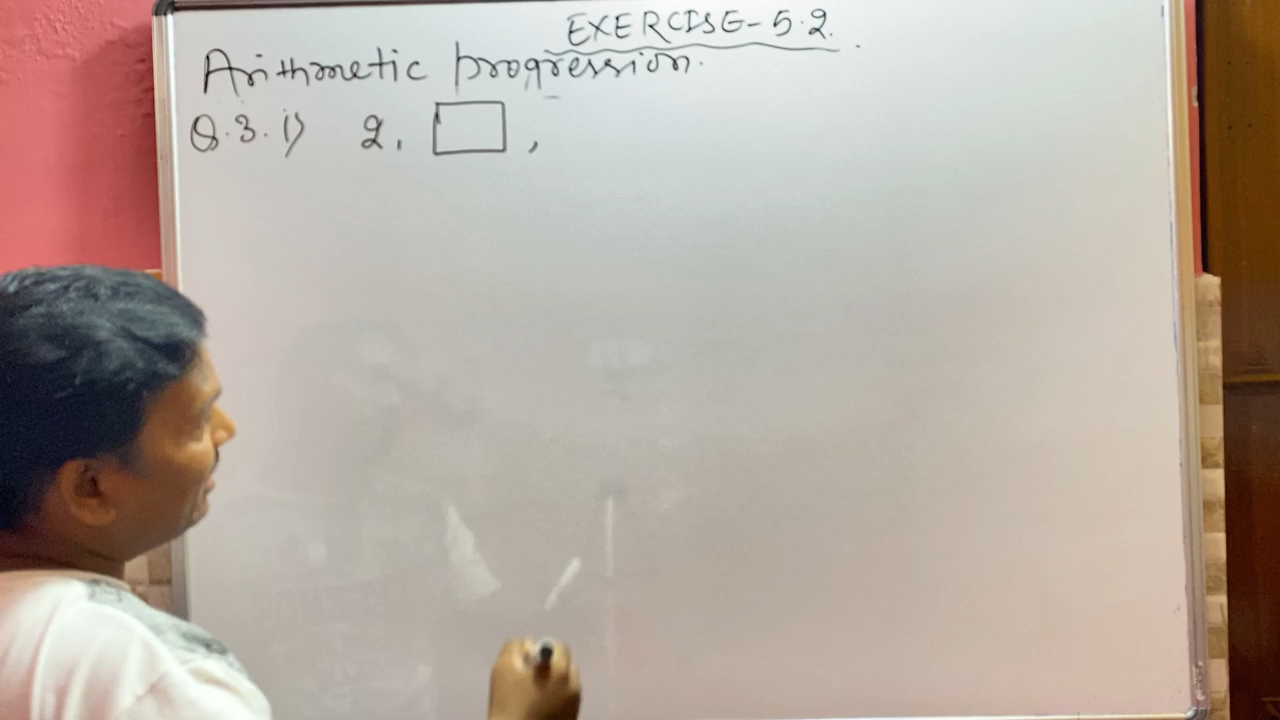 EXERCISE-5.2.
Arithmetic progression.
Q.3.i) 2, □,